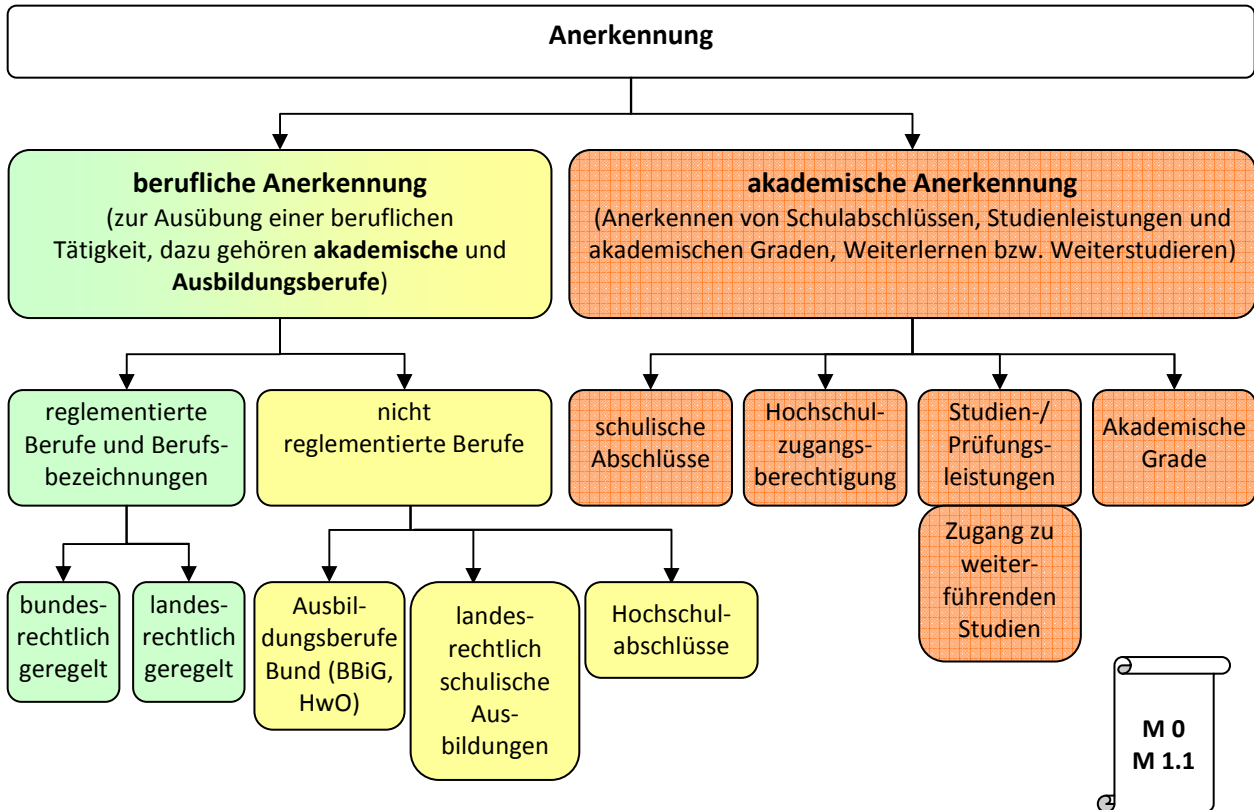 Anerkennung
berufliche Anerkennung
(zur Ausübung einer beruflichen
Tätigkeit, dazu gehören akademische und
Ausbildungsberufe)
akademische Anerkennung
(Anerkennen von Schulabschlüssen, Studienleistungen und
akademischen Graden, Weiterlernen bzw. Weiterstudieren)
reglementierte
Berufe und Berufs-
bezeichnungen
nicht
reglementierte Berufe
schulische
Abschlüsse
Hochschul-
zugangs-
berechtigung
Studien-/
Prüfungs-
leistungen
Akademische
Grade
Zugang zu
weiter-
führenden
Studien
bundes-
rechtlich
geregelt
landes-
rechtlich
geregelt
Ausbil-
dungsberufe
Bund (BBiG,
HwO)
landes-
rechtlich
schulische
Aus-
bildungen
Hochschul-
abschlüsse
M 0
M 1.1